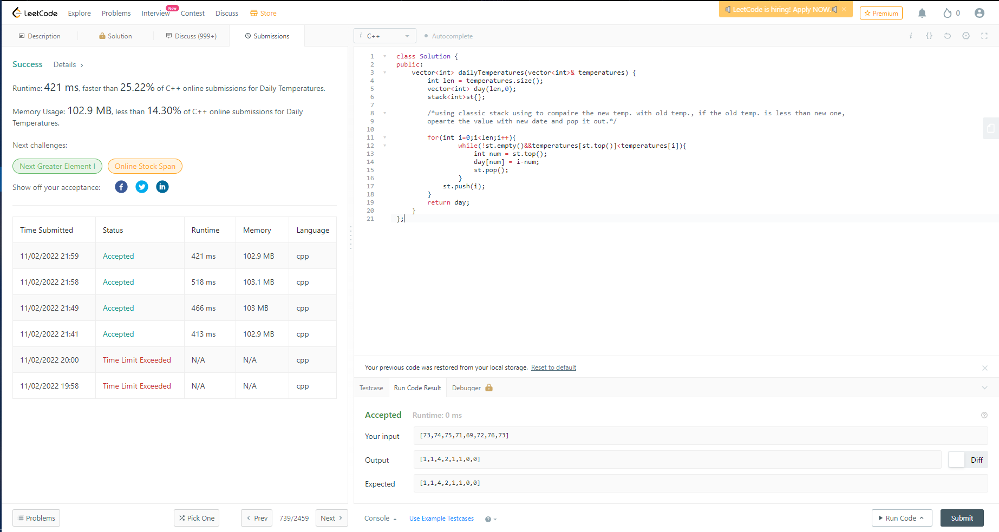 LeetCode
Explore
Problems
Interview
New
Contest
Discuss
Store
LeetCode is hiring! Apply NOW.
Premium
0
Description
Solution
Discuss (999+)
Submissions
i C++
Autocomplete
Success
Details
Runtime: 421 ms, faster than 25.22% of C++ online submissions for Daily Temperatures.
Memory Usage: 102.9 MB, less than 14.30% of C++ online submissions for Daily
Temperatures.
Next challenges:
Next Greater Element I
Online Stock Span
Show off your acceptance:
Time Submitted Status Runtime Memory Language
11/02/2022 21:59 Accepted 421 ms 102.9 MB cpp
11/02/2022 21:58 Accepted 518 ms 103.1 MB cpp
11/02/2022 21:49 Accepted 466 ms 103 MB cpp
11/02/2022 21:41 Accepted 413 ms 102.9 MB cpp
11/02/2022 20:00 Time Limit Exceeded N/A N/A cpp
11/02/2022 19:58 Time Limit Exceeded N/A N/A cpp
Problems
Pick One
Prev
739/2459
Next
1 class Solution {
2 public:
3 vector<int> dailyTemperatures(vector<int>& temperatures) {
4 int len = temperatures.size();
5 vector<int> day(len,0);
6 stack<int>st{};
7
8 /*using classic stack using to compaire the new temp. with old temp., if the old temp. is less than new one,
9 opearte the value with new date and pop it out.*/
10
11 for(int i=0;i<len;i++){
12 while(!st.empty()&&temperatures[st.top()]<temperatures[i]){
13 int num = st.top();
14 day[num] = i-num;
15 st.pop();
16 }
17 st.push(i);
18 }
19 return day;
20 }
21 };
Your previous code was restored from your local storage. Reset to default
Testcase
Run Code Result
Debugger
Accepted
Runtime: 0 ms
Your input
[73,74,75,71,69,72,76,73]
Output
[1,1,4,2,1,1,0,0]
Diff
Expected
[1,1,4,2,1,1,0,0]
Console
Use Example Testcases
Run Code
Submit